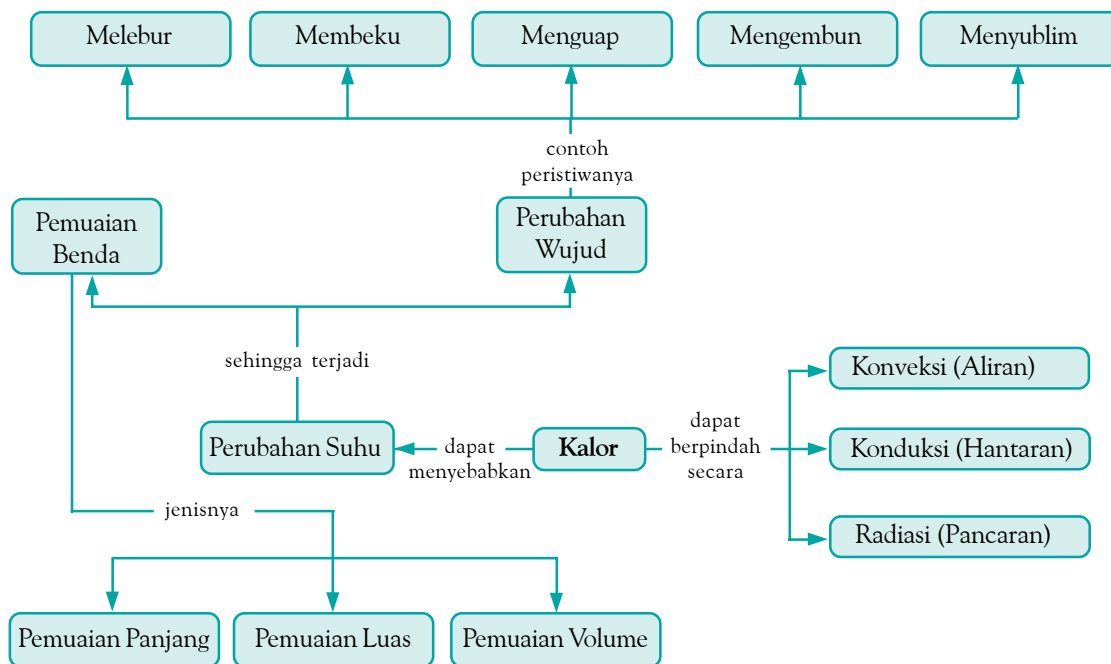 Melebur
Membeku
Menguap
Mengembun
Menyublim
contoh
peristiwanya
Pemuaian
Benda
Perubahan
Wujud
sehingga terjadi
Konveksi (Aliran)
Perubahan Suhu
dapat
menyebabkan
Kalor
dapat
berpindah
secara
Konduksi (Hantaran)
jenisnya
Radiasi (Pancaran)
Pemuaian Panjang
Pemuaian Luas
Pemuaian Volume